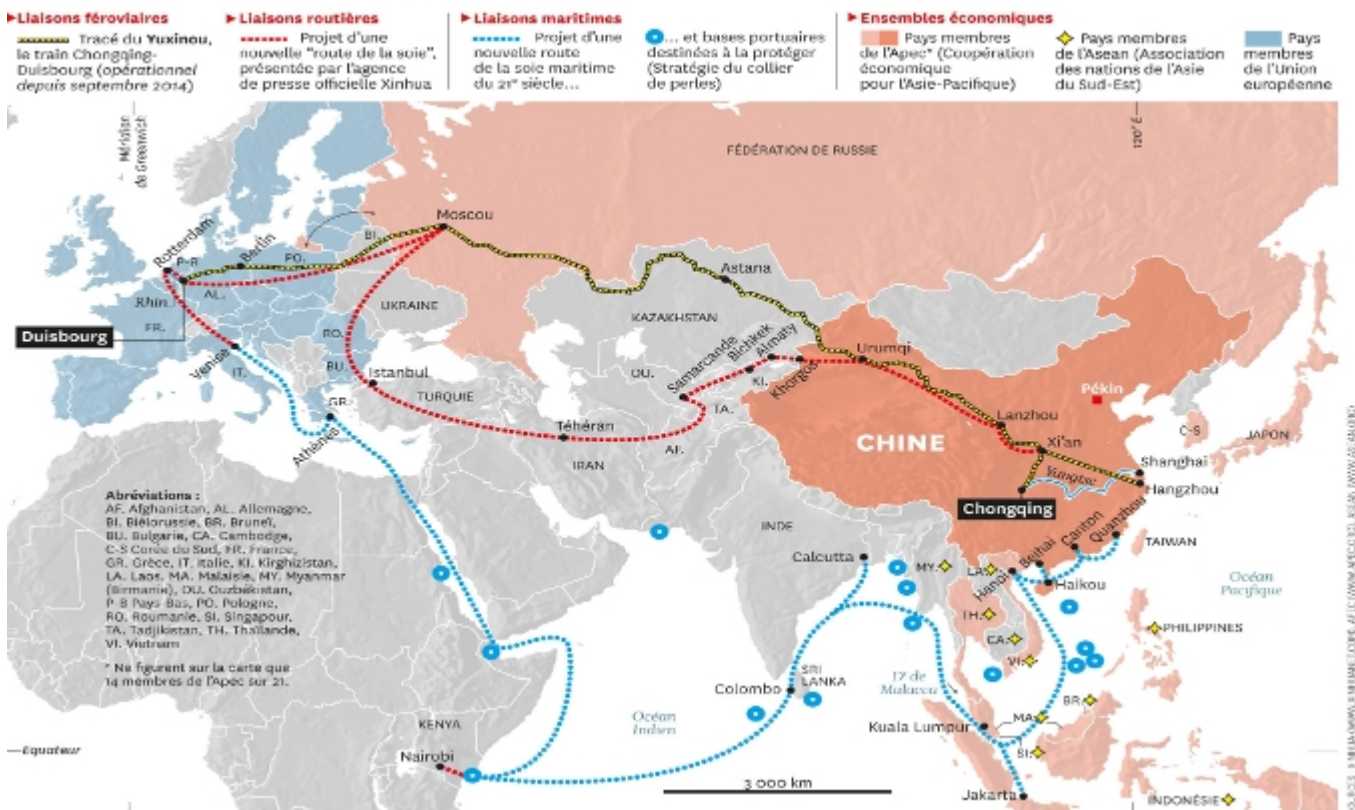 Liaisons féroviaires
Tracé du Yuxinou,
le train Chongqing-
Duisbourg (opérationnel
depuis septembre 2014)
Liaisons routières
Projet d'une
nouvelle "route de la soie",
présentée par l'agence
de presse officielle Xinhua
Liaisons maritimes
Projet d'une
nouvelle route
de la soie maritime
du 21e siècle...
... et bases portuaires
destinées à la protéger
(Stratégie du collier
de perles)
Ensembles économiques
Pays membres
de l'Apec* (Coopération
économique
pour l'Asie-Pacifique)
Pays membres
de l'Asean (Association
des nations de l'Asie
du Sud-Est)
Pays
membres
de l'Union
européenne
Méridien
de Greenwich
120° E
FÉDÉRATION DE RUSSIE
Moscou
Rotterdam
P-B
Berlin
PO.
BI.
AL.
Rhin
FR.
Duisbourg
UKRAINE
Astana
KAZAKHSTAN
RO.
BU.
Venise
IT.
Istanbul
GR.
Athènes
TURQUIE
OU.
Samarcande
Bichkek
Almaty
KI.
Khorgos
TA.
Urumqi
Téhéran
IRAN
AF.
Lanzhou
Xi'an
Pékin
C-S
JAPON
CHINE
Yangtse
Shanghai
Hangzhou
Chongqing
Abréviations :
AF. Afghanistan, AL. Allemagne,
BI. Biélorussie, BR. Bruneï,
BU. Bulgarie, CA. Cambodge,
C-S Corée du Sud, FR. France,
GR. Grèce, IT. Italie, KI. Kirghizistan,
LA. Laos, MA. Malaisie, MY. Myanmar
(Birmanie), OU. Ouzbékistan,
P-B Pays-Bas, PO. Pologne,
RO. Roumanie, SI. Singapour,
TA. Tadjikistan, TH. Thaïlande,
VI. Vietnam
* Ne figurent sur la carte que
14 membres de l'Apec sur 21.
INDE
Calcutta
MY.
LA.
Hanoï
Beihai
Canton
Quanzhou
TAIWAN
Haikou
Océan
Pacifique
TH.
CA.
VI.
PHILIPPINES
Colombo
SRI
LANKA
Dt de
Malacca
BR.
Océan
Indien
Kuala Lumpur
MA.
SI.
KENYA
Nairobi
Equateur
3 000 km
Jakarta
INDONÉSIE